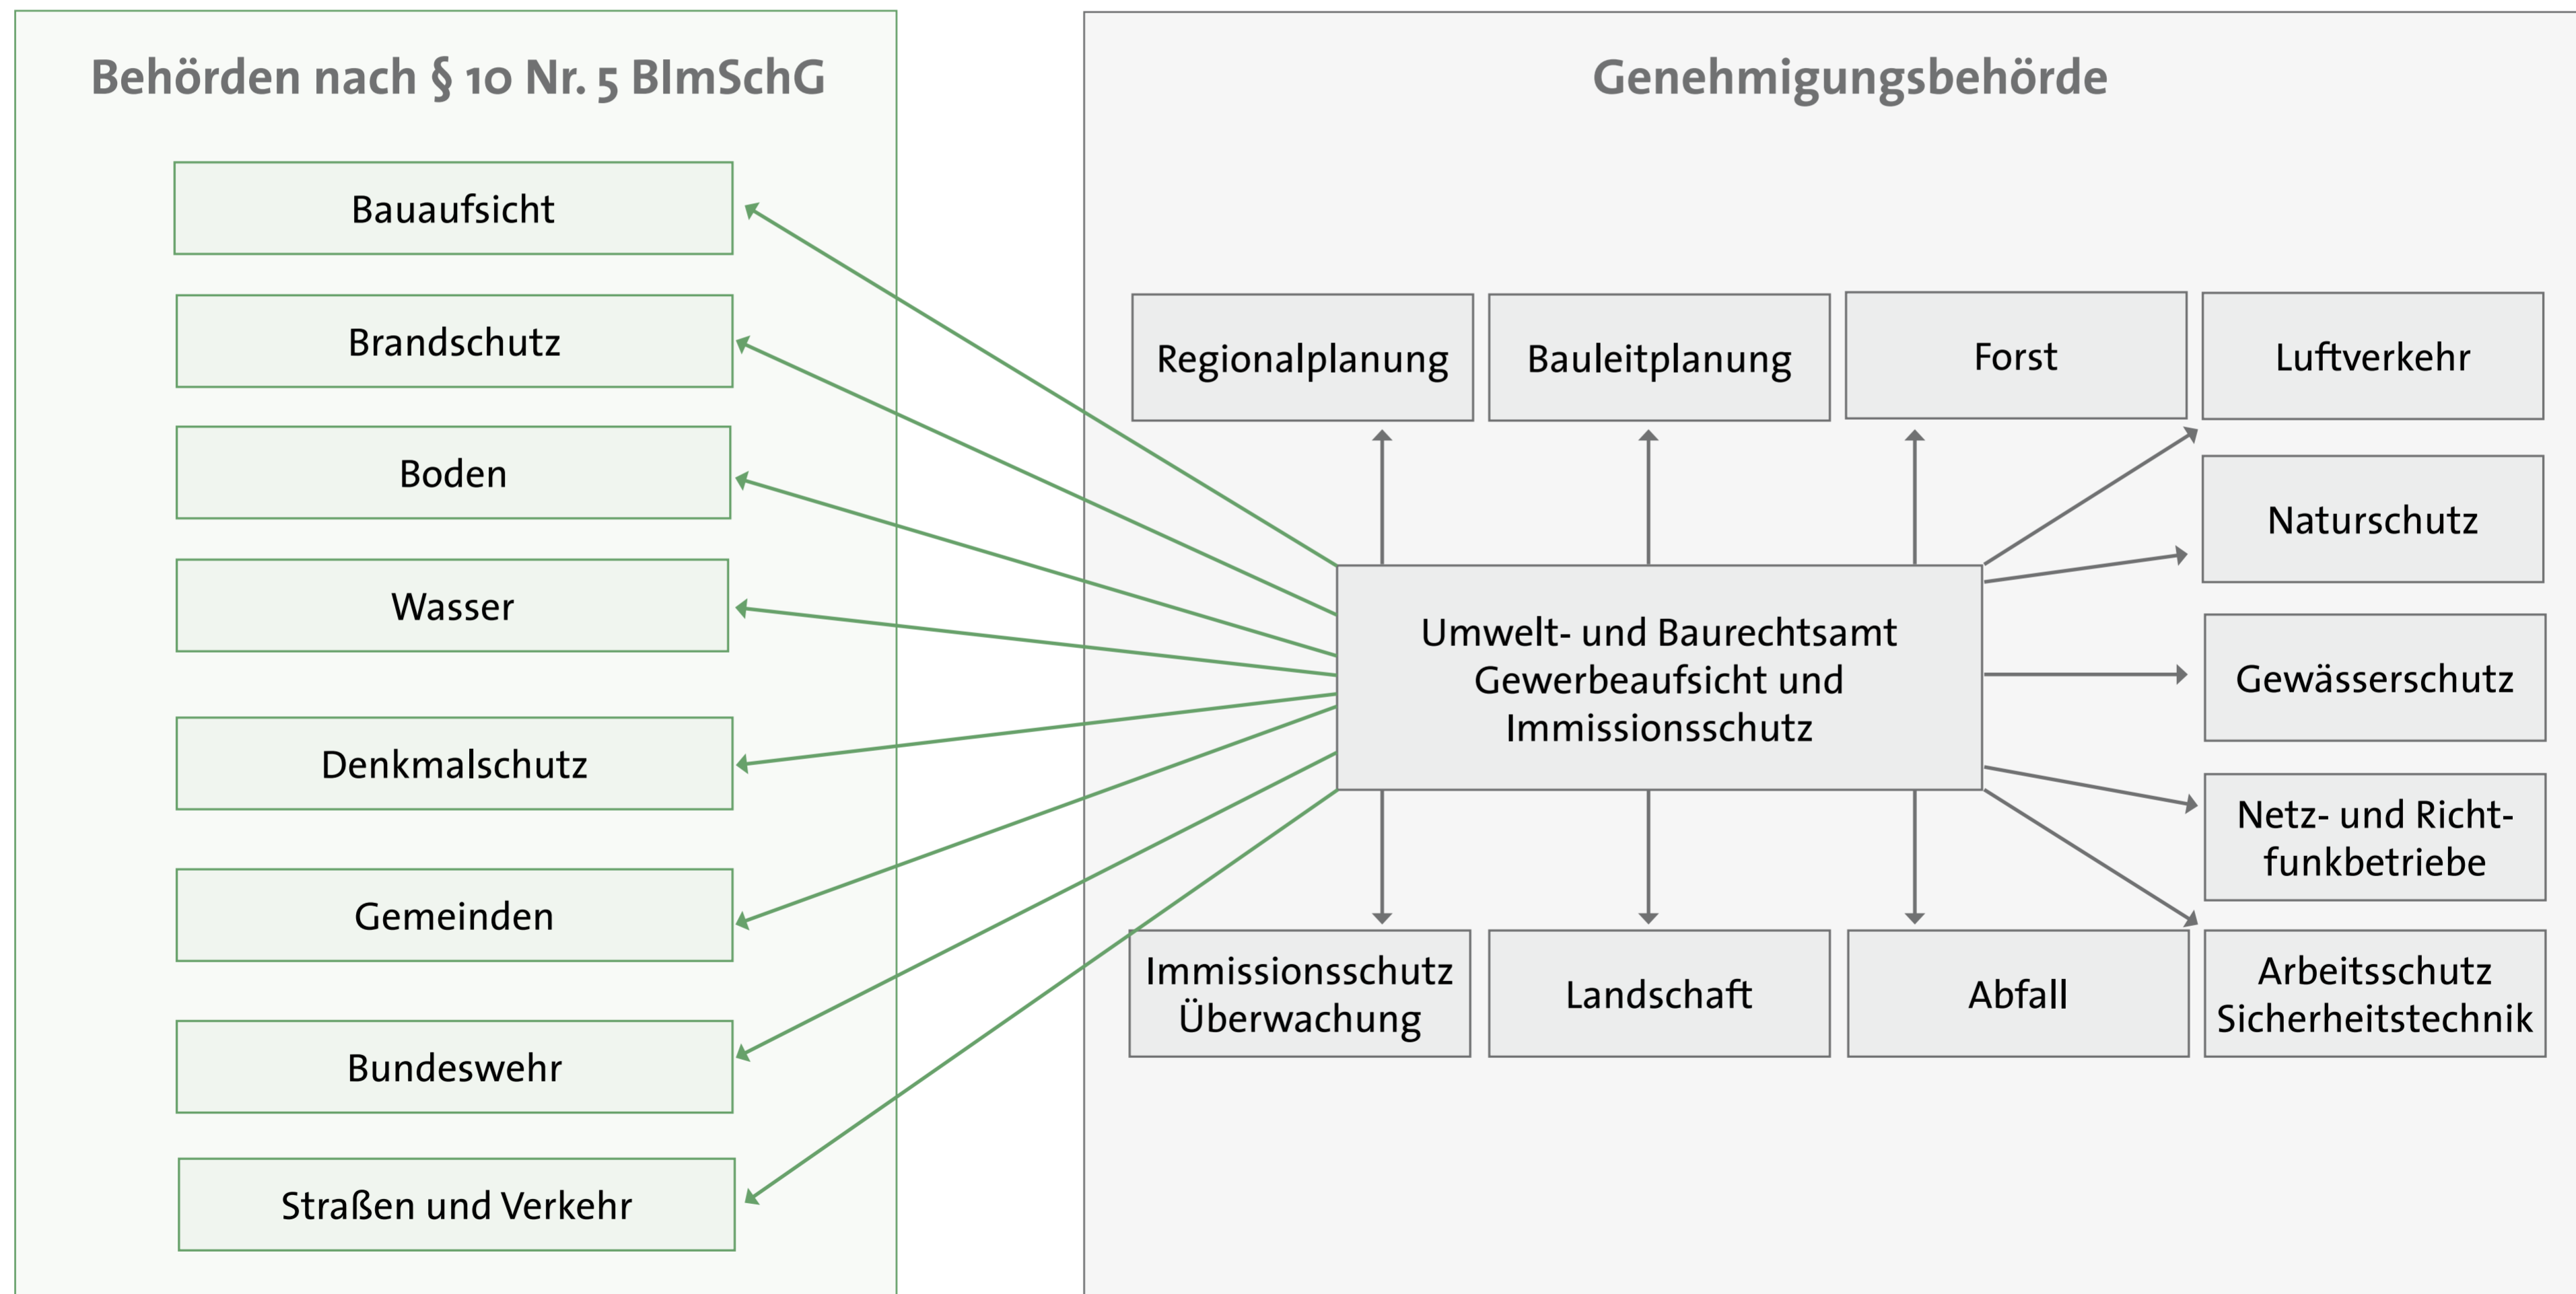 Behörden nach § 10 Nr. 5 BImSchG
Bauaufsicht
Brandschutz
Boden
Wasser
Denkmalschutz
Gemeinden
Bundeswehr
Straßen und Verkehr
Genehmigungsbehörde
Regionalplanung
Bauleitplanung
Forst
Luftverkehr
Naturschutz
Umwelt- und Baurechtsamt
Gewerbeaufsicht und
Immissionsschutz
Gewässerschutz
Netz- und Richt-
funkbetriebe
Immissionsschutz
Überwachung
Landschaft
Abfall
Arbeitsschutz
Sicherheitstechnik